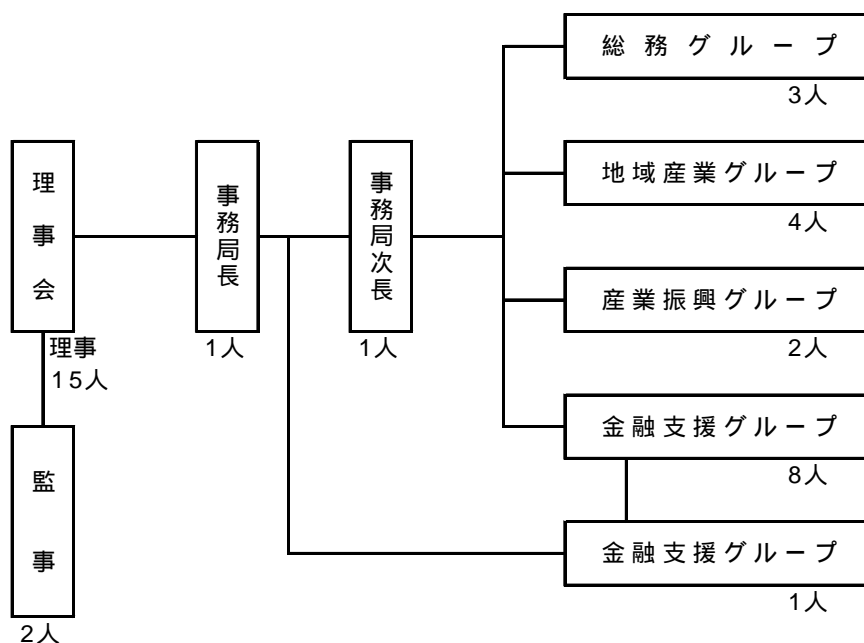 総務グループ
3人
理事会
事務局長
事務局次長
地域産業グループ
4人
産業振興グループ
2人
理事
15人
1人
1人
金融支援グループ
8人
監事
2人
金融支援グループ
1人